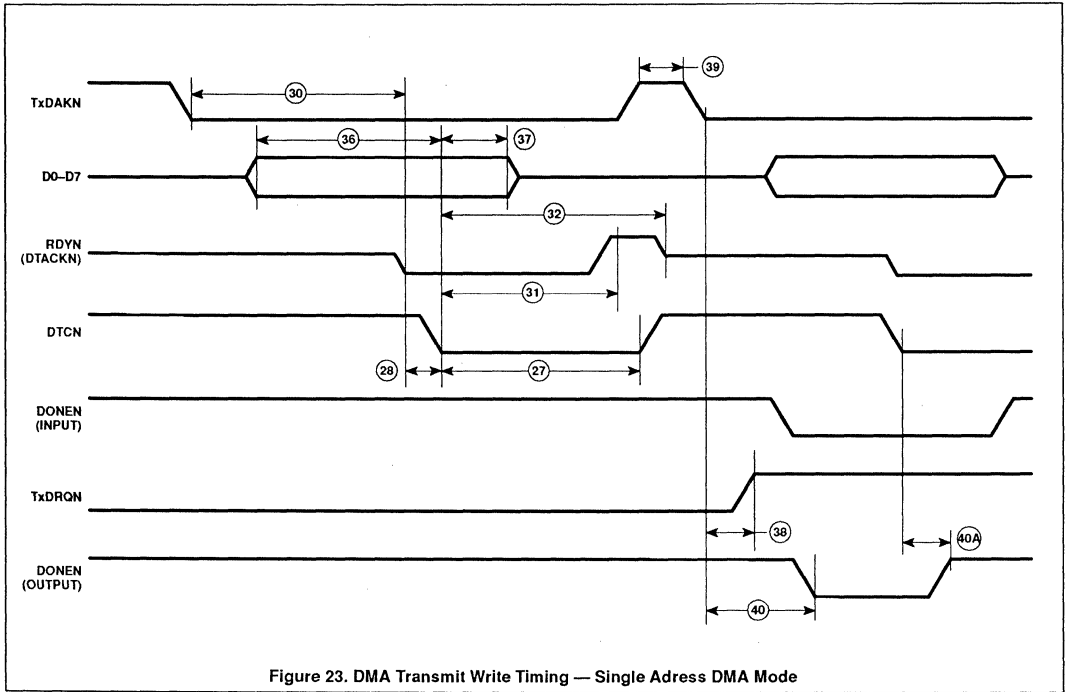 39
TxDAKN
30
36
37
D0–D7
32
RDYN
(DTACKN)
31
DTCN
28
27
DONEN
(INPUT)
TxDRQN
38
40A
DONEN
(OUTPUT)
40
Figure 23. DMA Transmit Write Timing — Single Adress DMA Mode